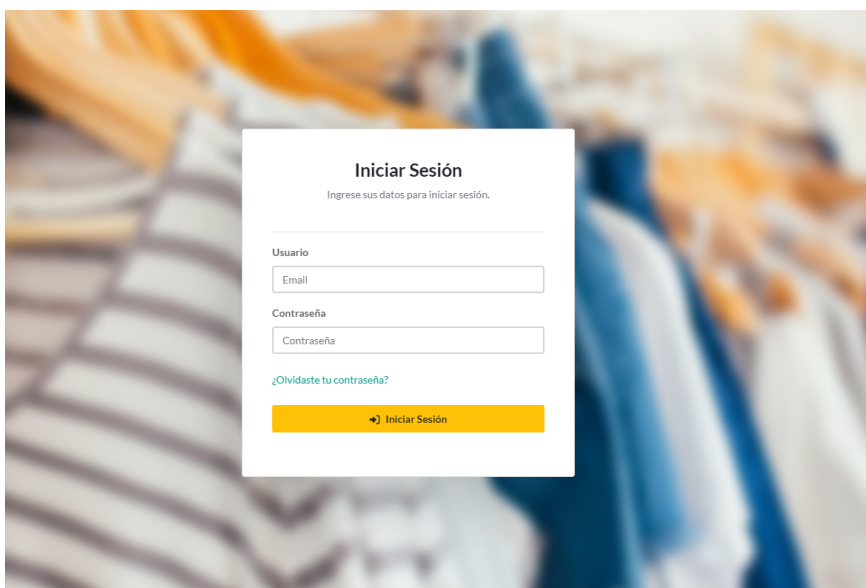 Iniciar Sesión
Ingrese sus datos para iniciar sesión.
Usuario
Email
Contraseña
Contraseña
¿Olvidaste tu contraseña?
Iniciar Sesión